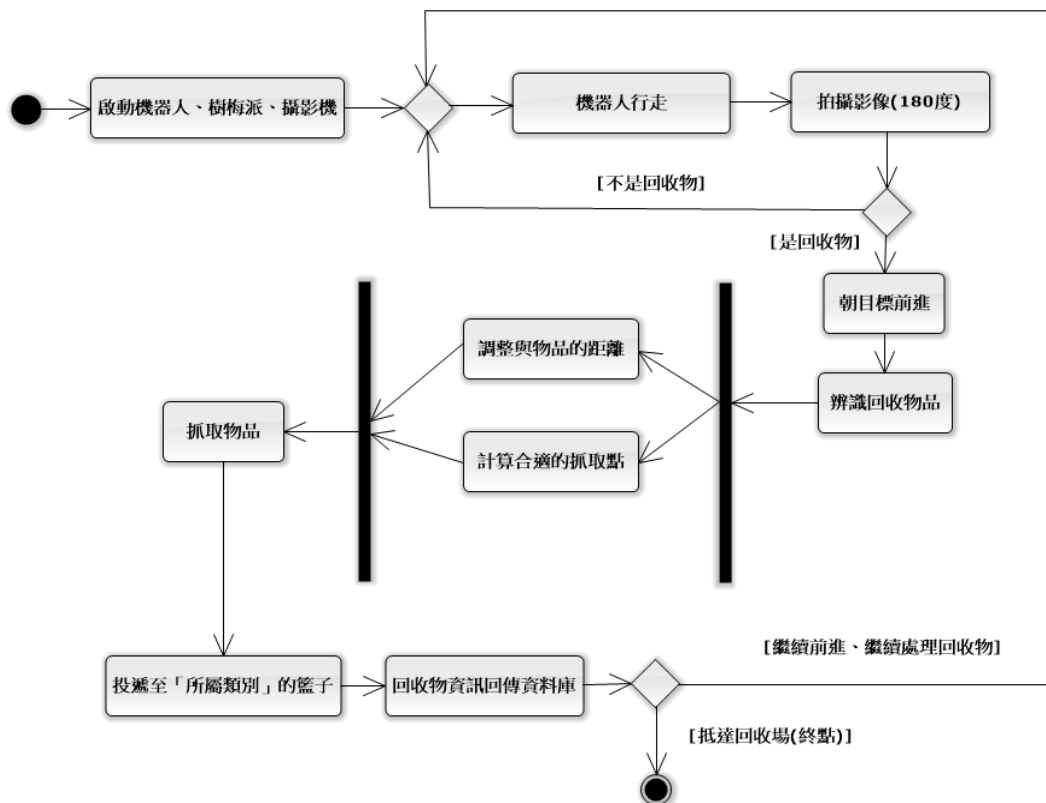 啟動機器人、樹梅派、攝影機
機器人行走
拍攝影像(180度)
[不是回收物]
[是回收物]
朝目標前進
辨識回收物品
調整與物品的距離
計算合適的抓取點
抓取物品
投遞至「所屬類別」的籃子
回收物資訊回傳資料庫
[繼續前進、繼續處理回收物]
[抵達回收場(終點)]